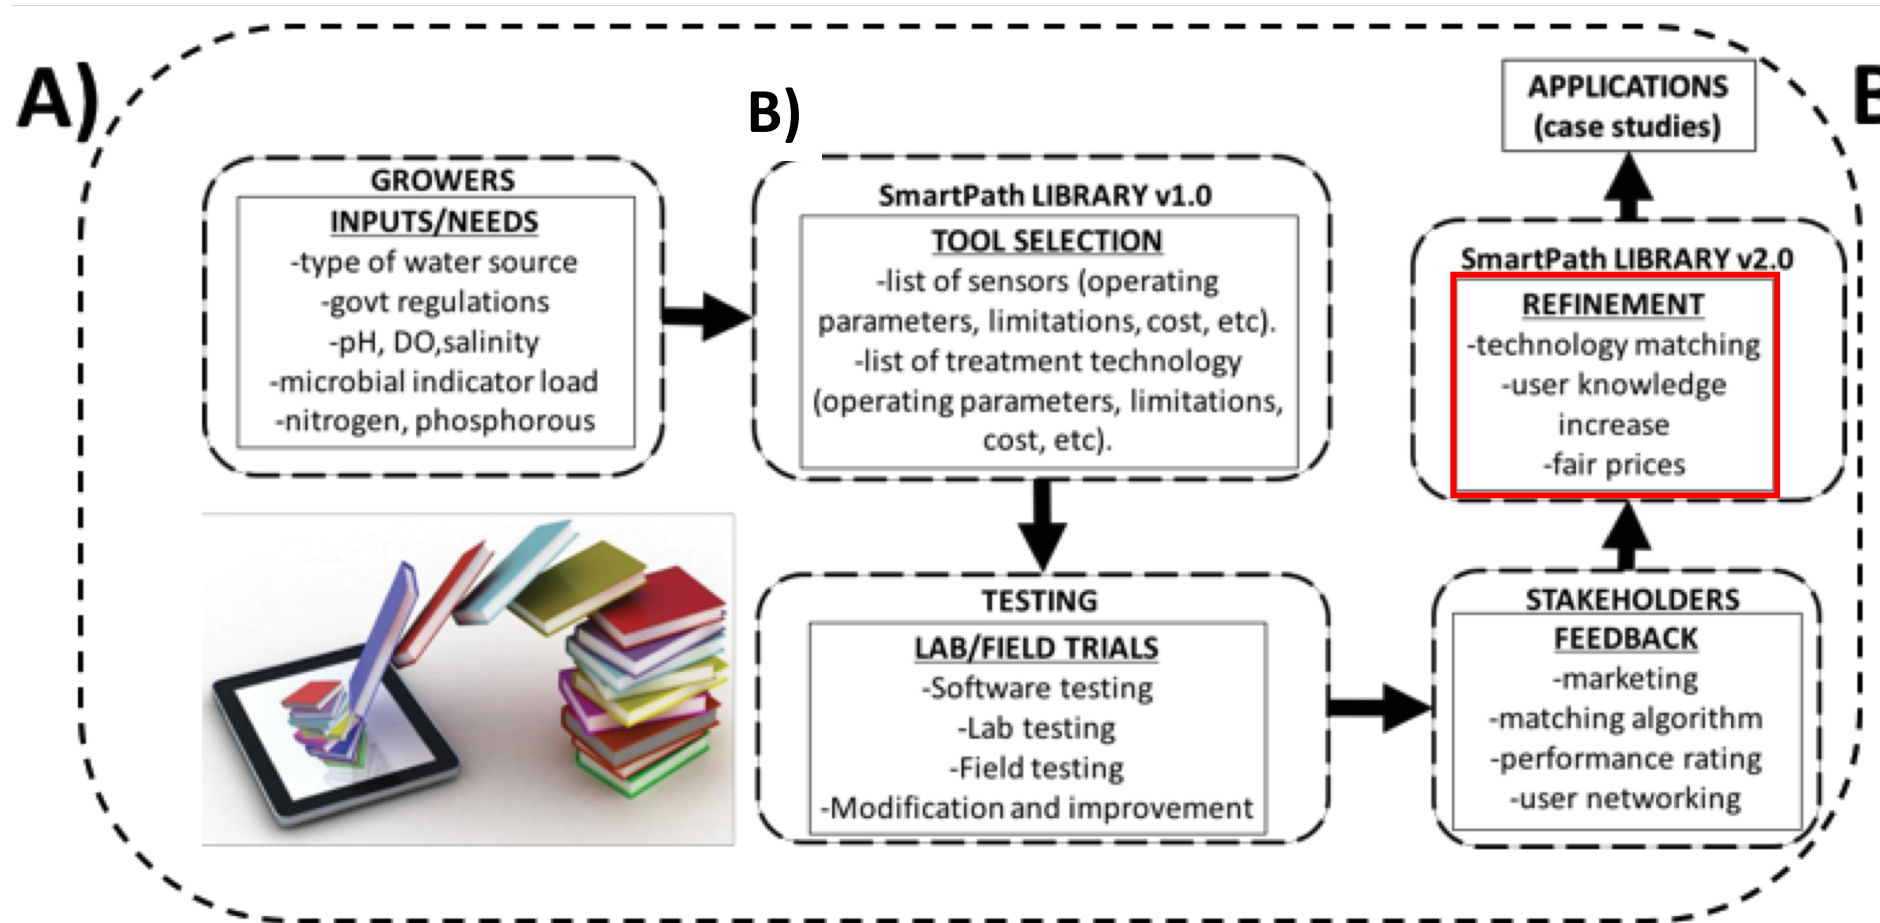 A)
GROWERS
INPUTS/NEEDS
-type of water source
-govt regulations
-pH, DO,salinity
-microbial indicator load
-nitrogen, phosphorous
B)
SmartPath LIBRARY v1.0
TOOL SELECTION
-list of sensors (operating
parameters, limitations, cost, etc).
-list of treatment technology
(operating parameters, limitations,
cost, etc).
TESTING
LAB/FIELD TRIALS
-Software testing
-Lab testing
-Field testing
-Modification and improvement
STAKEHOLDERS
FEEDBACK
-marketing
-matching algorithm
-performance rating
-user networking
SmartPath LIBRARY v2.0
REFINEMENT
-technology matching
-user knowledge
increase
-fair prices
APPLICATIONS
(case studies)